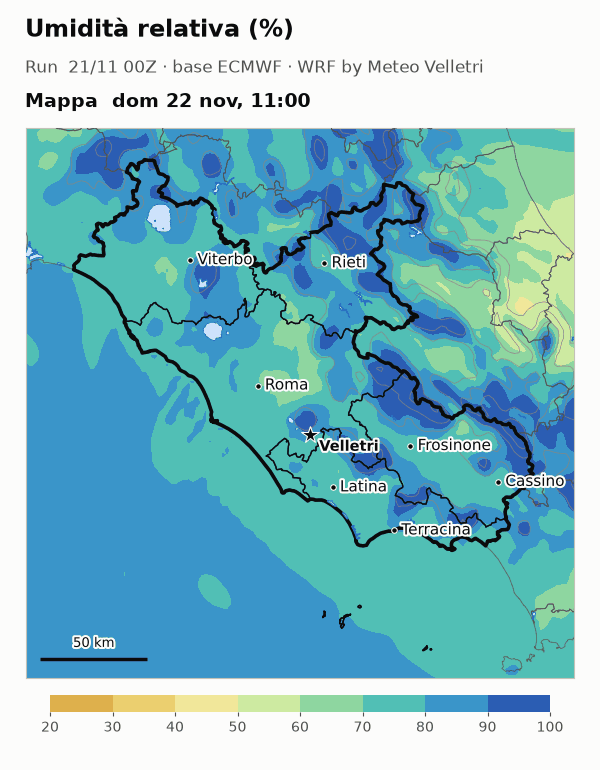 Umidità relativa (%)
Run 21/11 00Z · base ECMWF · WRF by Meteo Velletri
Mappa dom 22 nov, 11:00
Viterbo
Rieti
Roma
Velletri
Frosinone
Cassino
Latina
Terracina
50 km
20 30 40 50 60 70 80 90 100